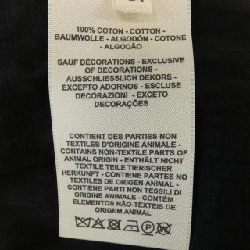 100% COTON - COTTON -
BAUMWOLLE - ALGODÓN - COTONE
- ALGODÃO
SAUF DÉCORATIONS - EXCLUSIVE
OF DECORATIONS -
AUSSCHLIESSLICH DEKORS -
EXCEPTO ADORNOS - ESCLUSE
DECORAZIONI - EXCEPTO
DECORAÇÕES
CONTIENT DES PARTIES NON
TEXTILES D'ORIGINE ANIMALE -
CONTAINS NON-TEXTILE PARTS OF
ANIMAL ORIGIN - ENTHÄLT NICHT
TEXTILE TEILE TIERISCHER
HERKUNFT - CONTIENE PARTES NO
TEXTILES DE ORIGEN ANIMAL -
CONTIENE PARTI NON TESSILI DI
ORIGINE ANIMALE - CONTÉM
ELEMENTOS NÃO TÊXTEIS DE
ORIGEM ANIMAL